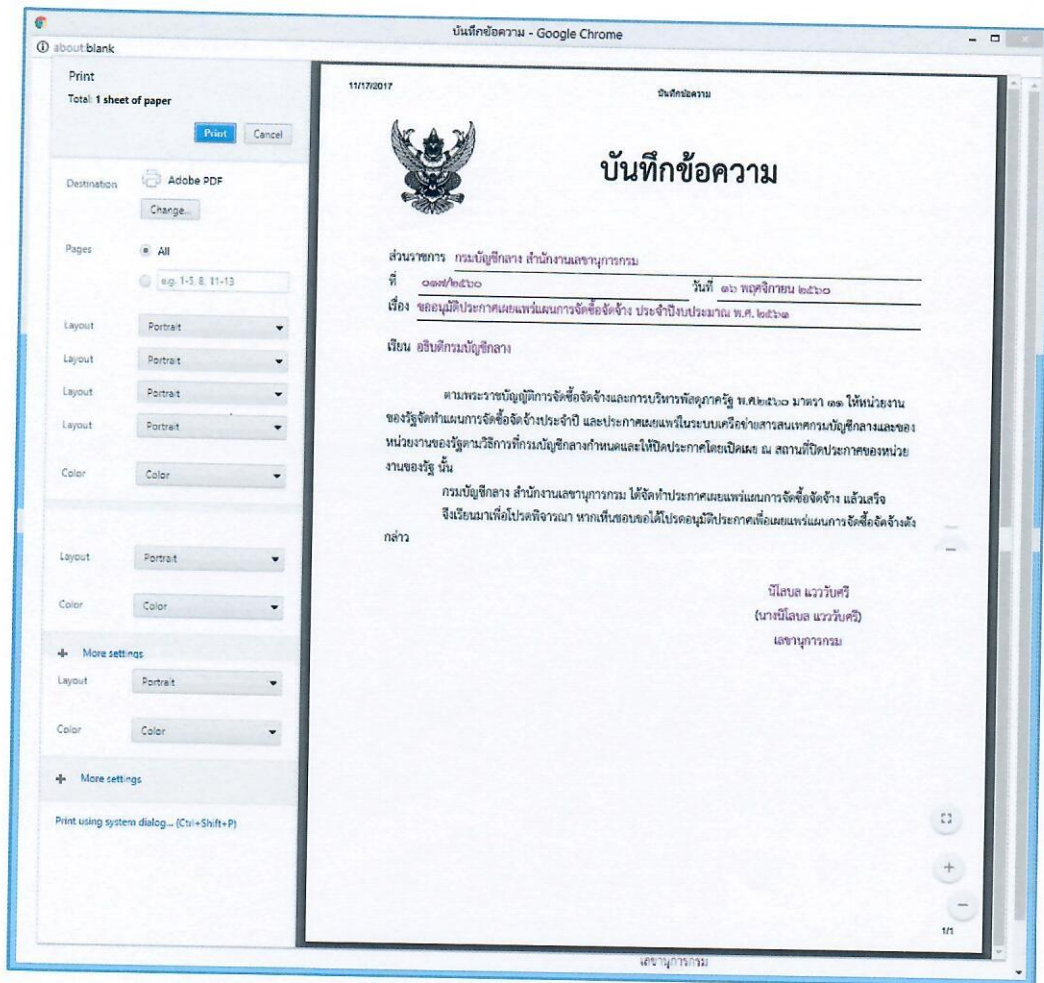 บันทึกข้อความ - Google Chrome
about:blank
Print
Total: 1 sheet of paper
Print Cancel
Destination Adobe PDF
Change...
Pages All
e.g. 1-5, 8, 11-13
Layout Portrait
Layout Portrait
Layout Portrait
Layout Portrait
Color Color
Layout Portrait
Color Color
More settings
Layout Portrait
Color Color
More settings
Print using system dialog... (Ctrl+Shift+P)
11/17/2017 บันทึกข้อความ
บันทึกข้อความ
ส่วนราชการ กรมบัญชีกลาง สำนักงานเลขานุการกรม
ที่ ๐๑๗/๒๕๖๐ วันที่ ๑๖ พฤศจิกายน ๒๕๖๐
เรื่อง ขออนุมัติประกาศเผยแพร่แผนการจัดซื้อจัดจ้าง ประจำปีงบประมาณ พ.ศ. ๒๕๖๑
เรียน อธิบดีกรมบัญชีกลาง
ตามพระราชบัญญัติการจัดซื้อจัดจ้างและการบริหารพัสดุภาครัฐ พ.ศ.๒๕๖๐ มาตรา ๑๑ ให้หน่วยงาน
ของรัฐจัดทำแผนการจัดซื้อจัดจ้างประจำปี และประกาศเผยแพร่ในระบบเครือข่ายสารสนเทศกรมบัญชีกลางและของ
หน่วยงานของรัฐตามวิธีการที่กรมบัญชีกลางกำหนดและให้ปิดประกาศโดยเปิดเผย ณ สถานที่ปิดประกาศของหน่วย
งานของรัฐ นั้น
กรมบัญชีกลาง สำนักงานเลขานุการกรม ได้จัดทำประกาศเผยแพร่แผนการจัดซื้อจัดจ้าง แล้วเสร็จ
จึงเรียนมาเพื่อโปรดพิจารณา หากเห็นชอบขอได้โปรดอนุมัติประกาศเพื่อเผยแพร่แผนการจัดซื้อจัดจ้างดัง
กล่าว
นิโลบล แวววับศรี
(นางนิโลบล แวววับศรี)
เลขานุการกรม
1/1
เลขานุการกรม